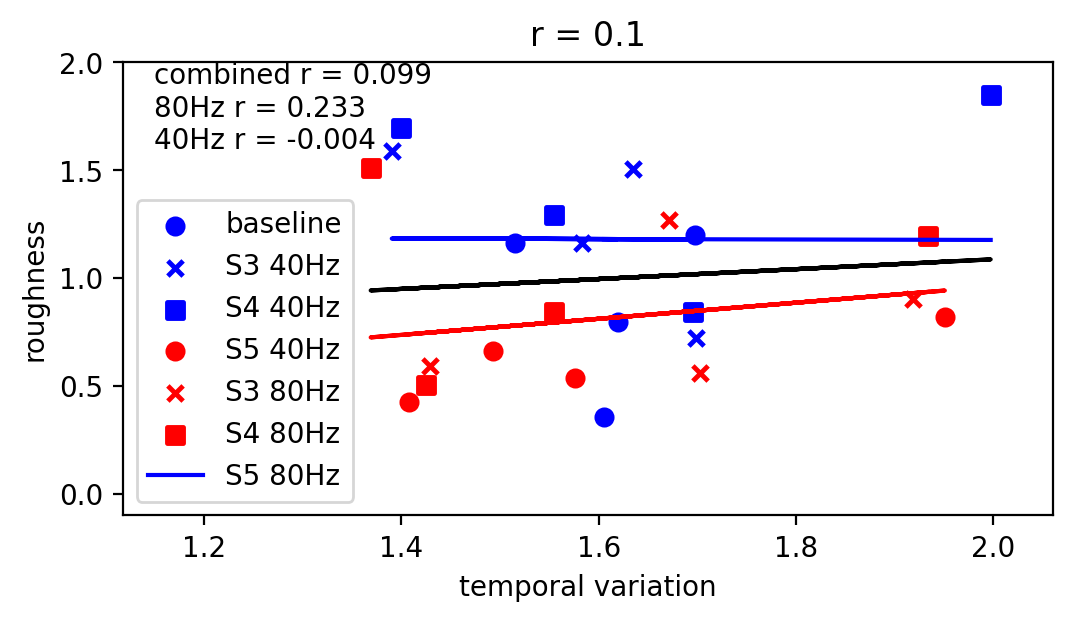 r = 0.1
combined r = 0.099
80Hz r = 0.233
40Hz r = -0.004
baseline
S3 40Hz
S4 40Hz
S5 40Hz
S3 80Hz
S4 80Hz
S5 80Hz
2.0
1.5
1.0
0.5
0.0
roughness
1.2 1.4 1.6 1.8 2.0
temporal variation